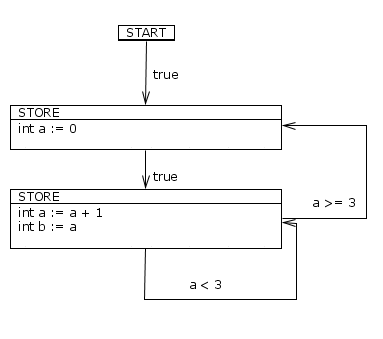 START
true
STORE
int a := 0
true
STORE
int a := a + 1
int b := a
a >= 3
a < 3